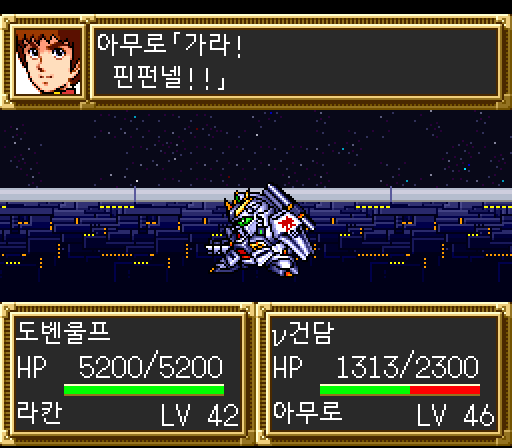 아무로「가라!
핀펀넬!!」
도벤쿨프
HP 5200/5200
라칸 LV 42
ν건담
HP 1313/2300
아무로 LV 46